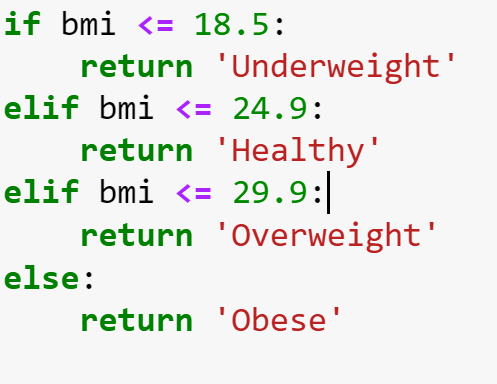 if bmi <= 18.5:
    return 'Underweight'
elif bmi <= 24.9:
    return 'Healthy'
elif bmi <= 29.9:
    return 'Overweight'
else:
    return 'Obese'